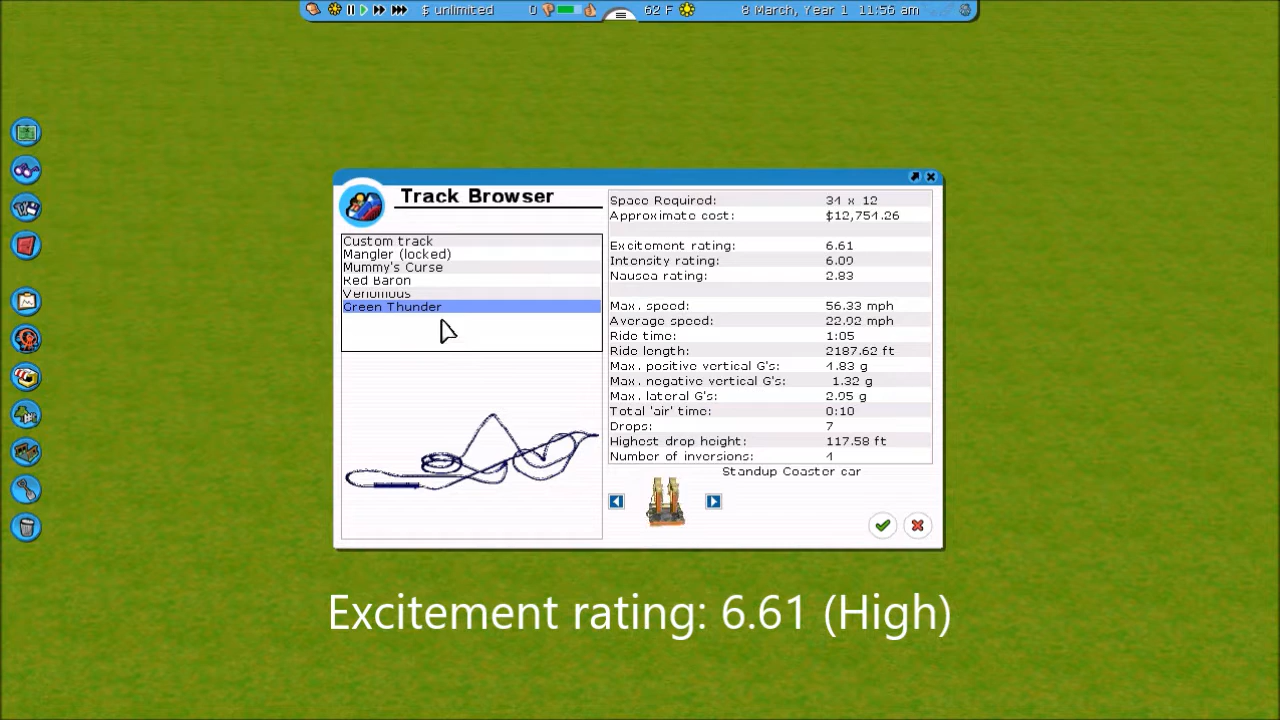 $ unlimited 0 62 F 8 March, Year 1 11:56 am
Track Browser
Custom track
Mangler (locked)
Mummy's Curse
Red Baron
Venomous
Green Thunder
Space Required: 34 x 12
Approximate cost: $12,754.26
Excitement rating: 6.61
Intensity rating: 6.09
Nausea rating: 2.83
Max. speed: 56.33 mph
Average speed: 22.02 mph
Ride time: 1:05
Ride length: 2187.62 ft
Max. positive vertical G's: 4.83 g
Max. negative vertical G's: 1.32 g
Max. lateral G's: 2.95 g
Total 'air' time: 0:10
Drops: 7
Highest drop height: 117.58 ft
Number of inversions: 4
Standup Coaster car
Excitement rating: 6.61 (High)